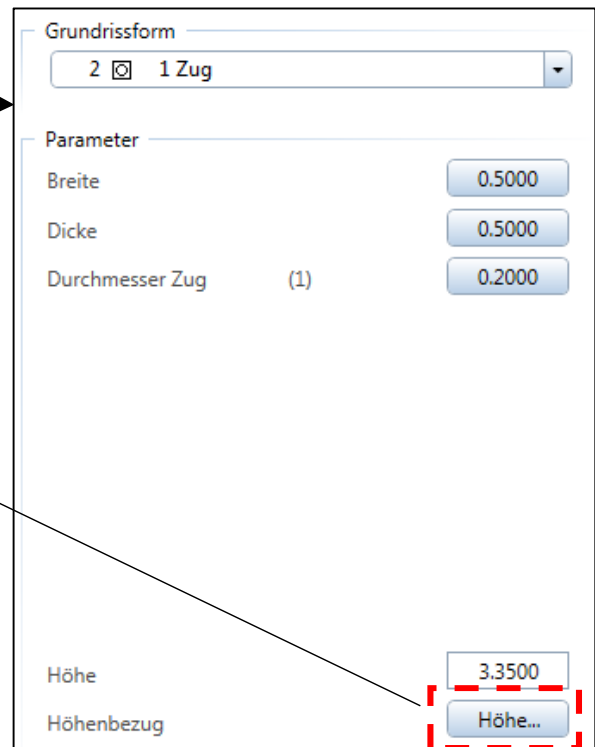 Grundrissform
2 1 Zug
Parameter
Breite 0.5000
Dicke 0.5000
Durchmesser Zug (1) 0.2000
Höhe 3.3500
Höhenbezug Höhe...